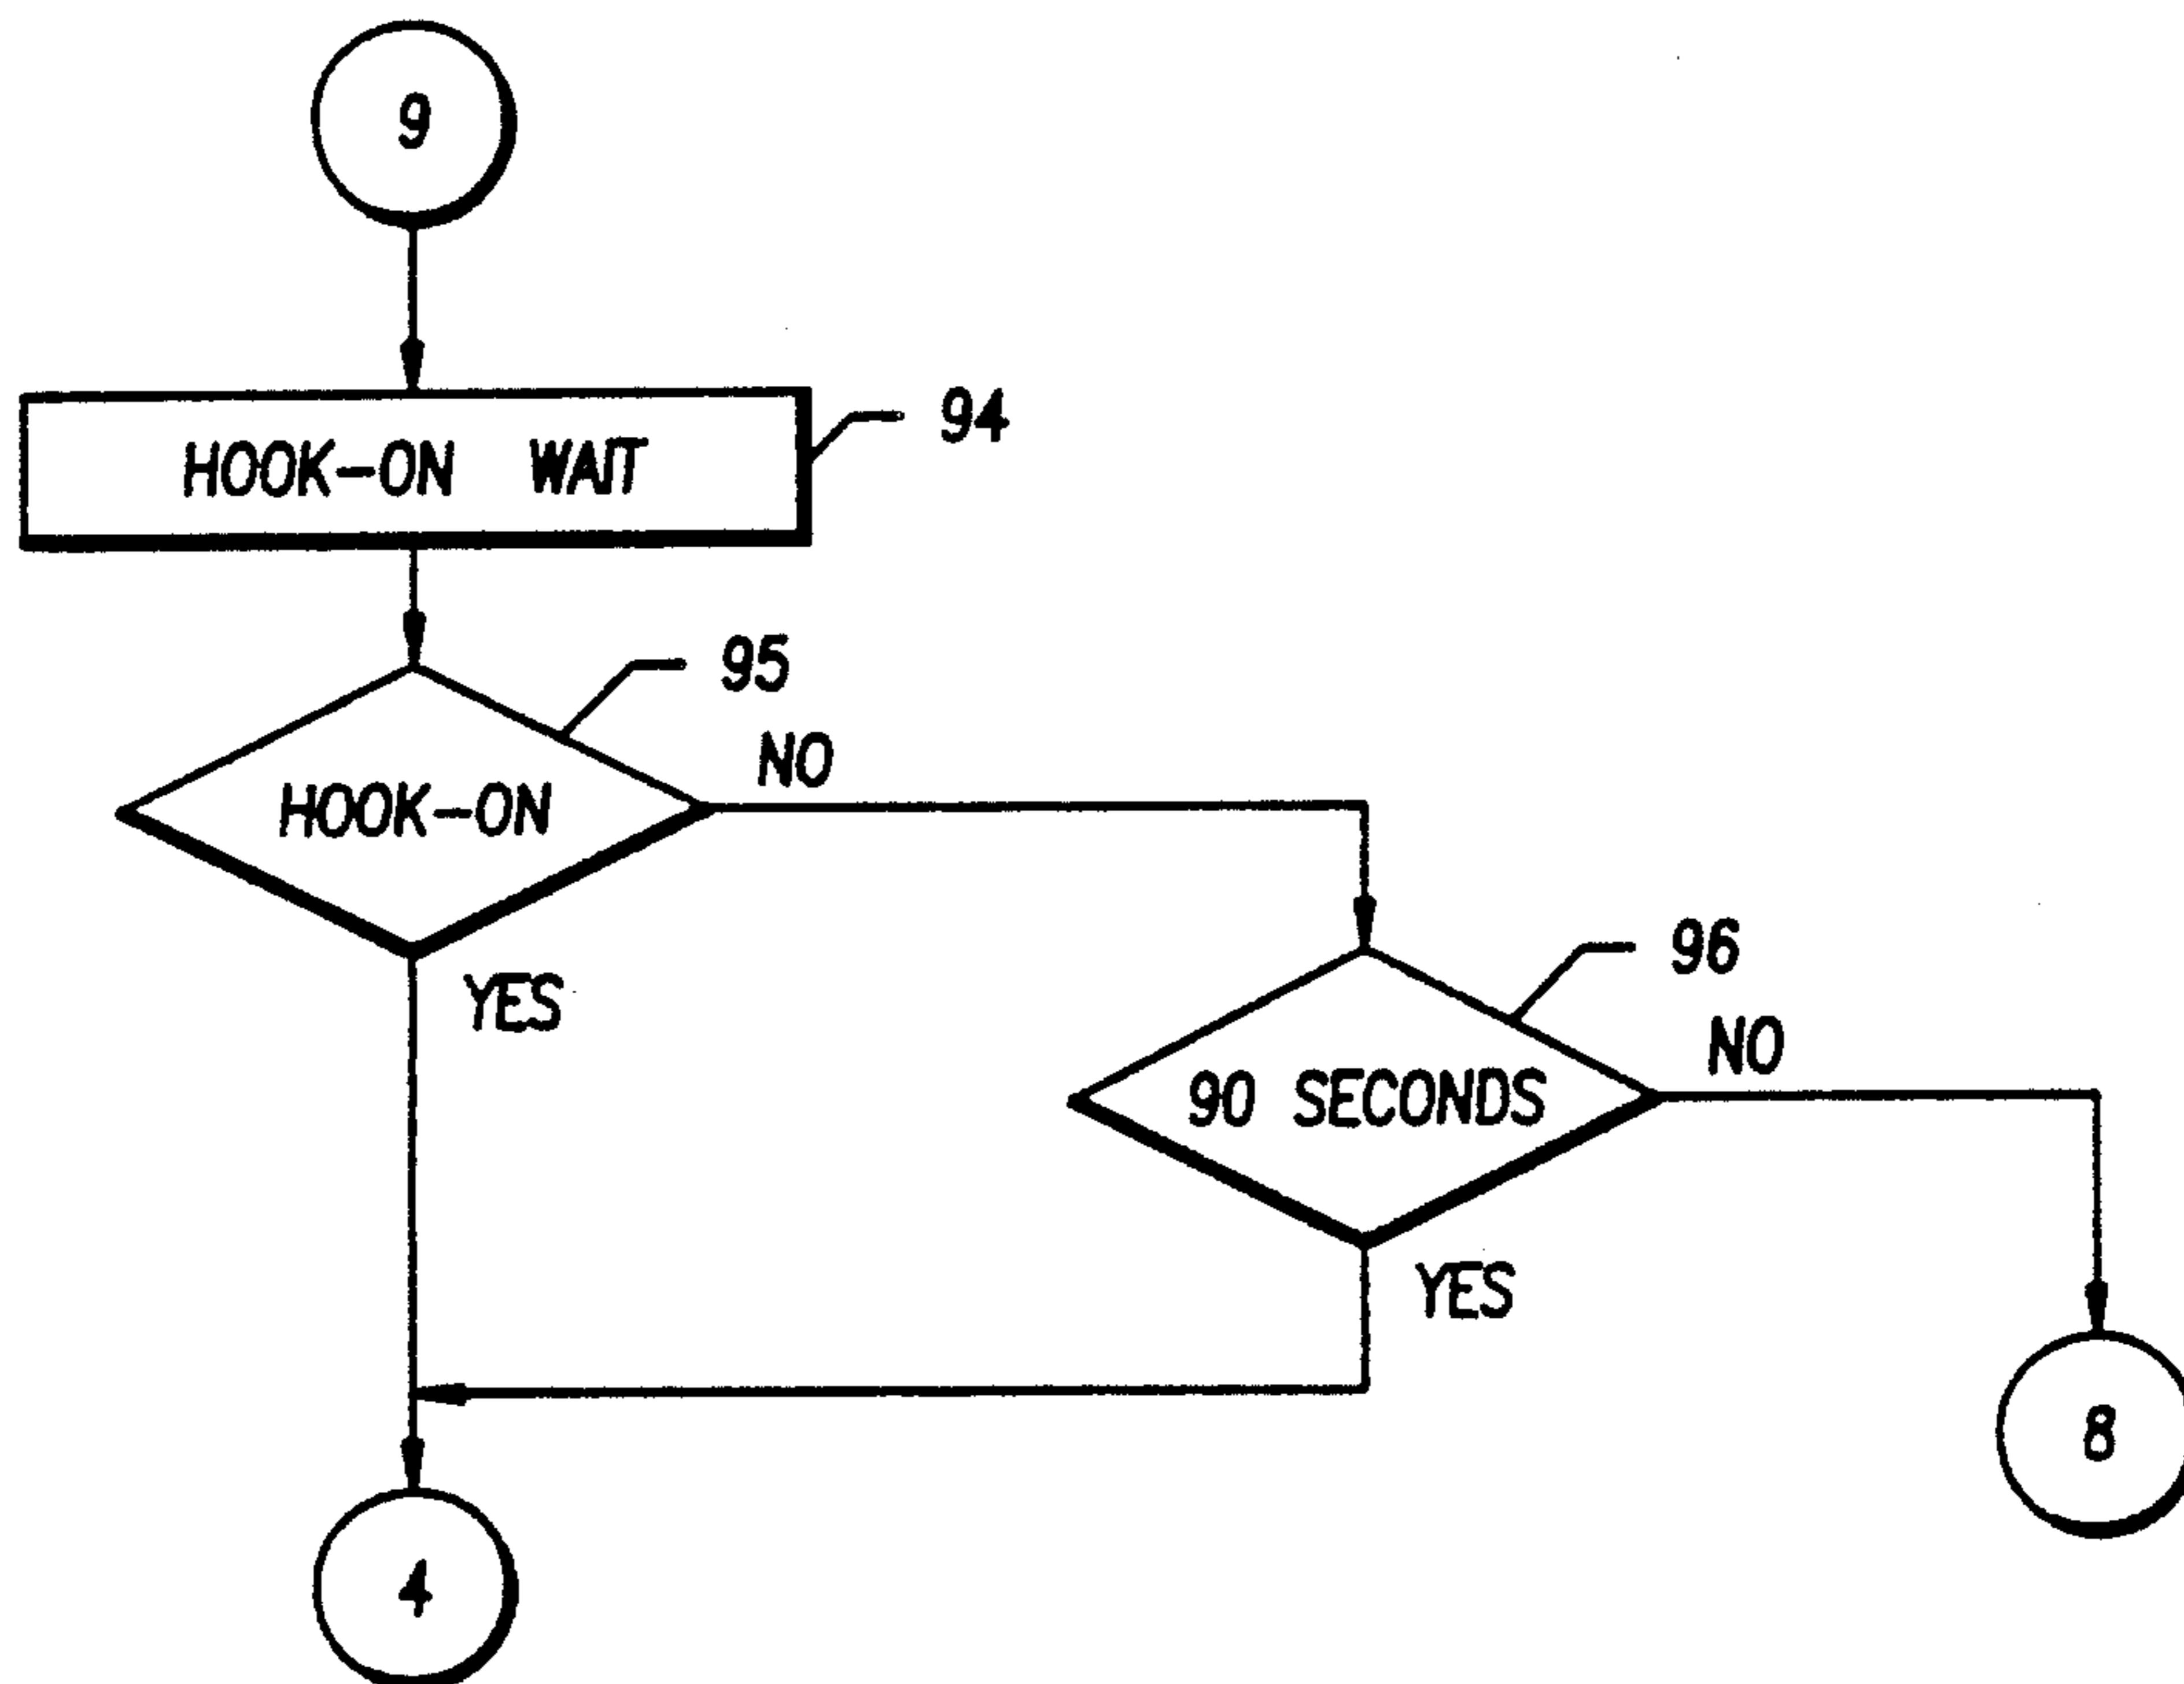 9
HOOK-ON WAIT
94
95
NO
HOOK-ON
YES
96
NO
90 SECONDS
YES
8
4